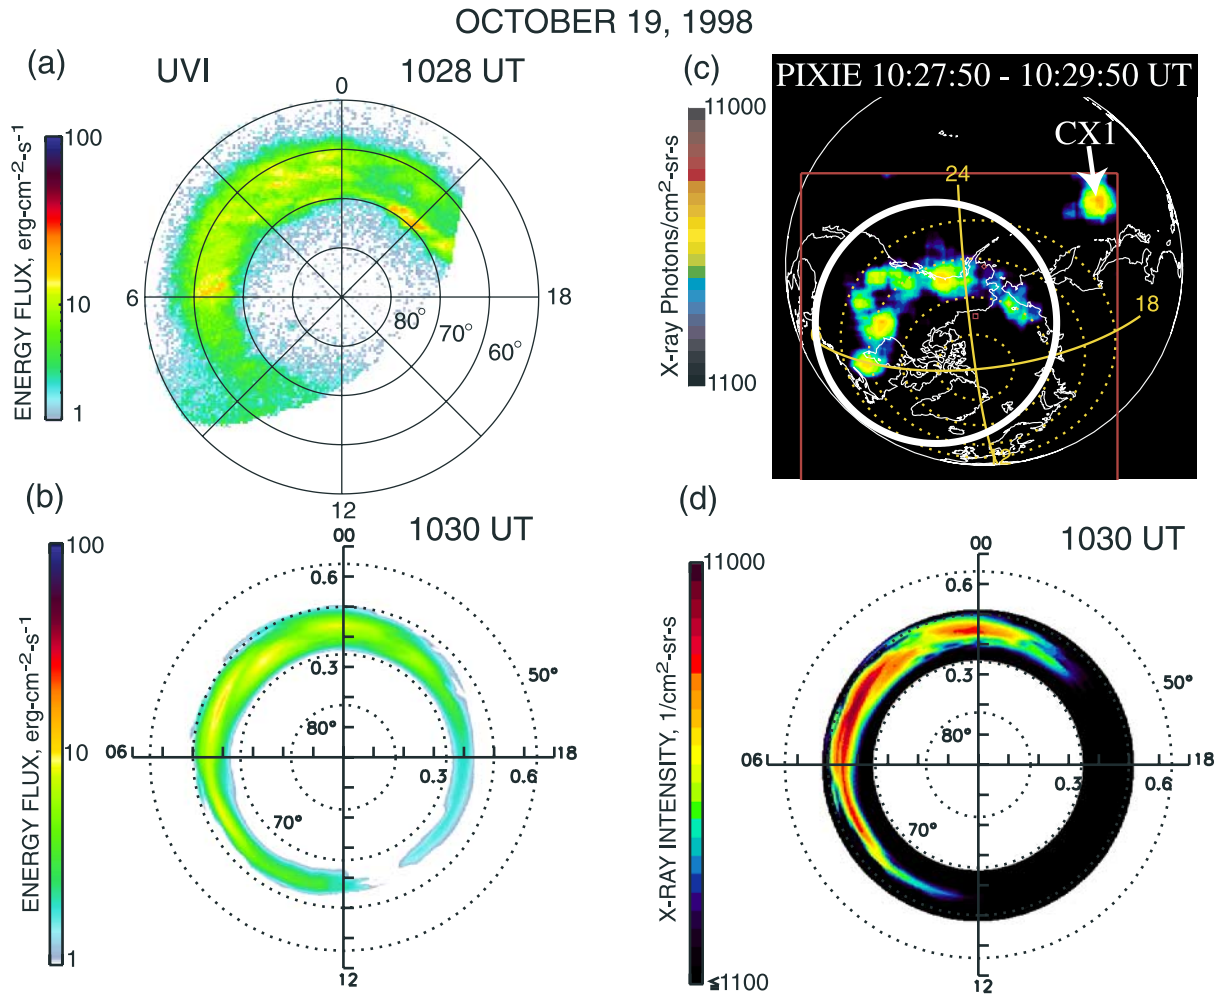 OCTOBER 19, 1998
(a)
UVI
1028 UT
0
6
18
12
80°
70°
60°
100
10
1
ENERGY FLUX, erg-cm-2-s-1
(c)
PIXIE 10:27:50 - 10:29:50 UT
CX1
24
18
12
11000
1100
X-ray Photons/cm2-sr-s
(b)
1030 UT
00
0.6
0.3
50°
80°
06
18
0.3
0.6
70°
12
100
10
1
ENERGY FLUX, erg-cm-2-s-1
(d)
1030 UT
00
0.6
0.3
50°
80°
06
18
0.3
0.6
70°
12
11000
≤1100
X-RAY INTENSITY, 1/cm2-sr-s